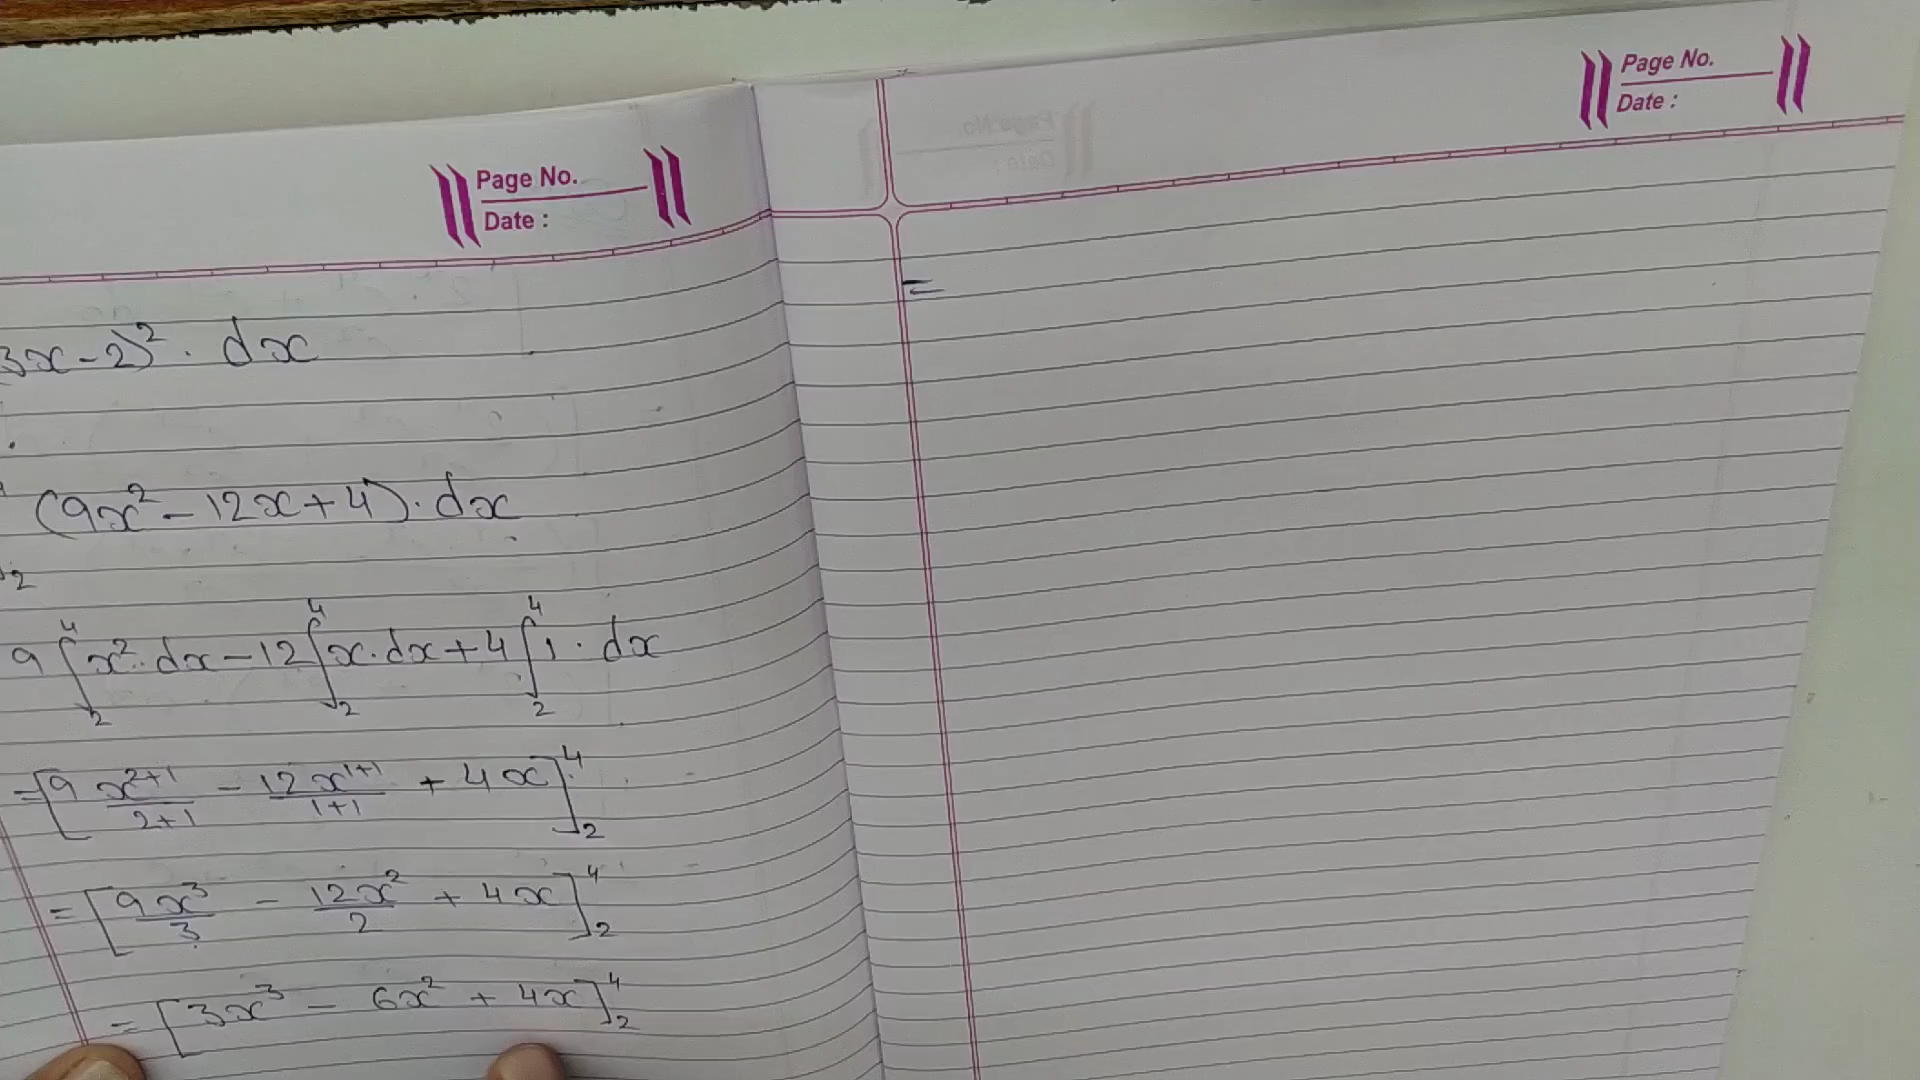 Page No.
Date :
3x - 2)² . dx
(9x² - 12x + 4) . dx
2
9 ∫₂⁴ x² . dx - 12 ∫₂⁴ x . dx + 4 ∫₂⁴ 1 . dx
= [9 x²⁺¹/2+1 - 12x¹⁺¹/1+1 + 4x]₂⁴
= [9x³/3 - 12x²/2 + 4x]₂⁴
= [3x³ - 6x² + 4x]₂⁴
Page No.
Date :
=